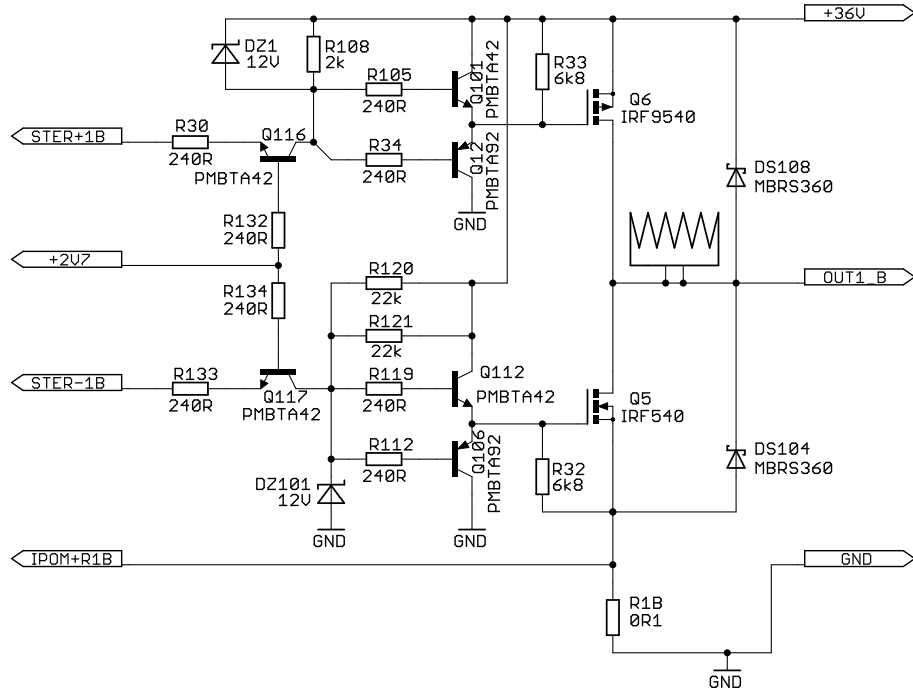 +36V
DZ1
12V
R108
2k
R105
240R
Q101
PMBTA42
R33
6k8
Q6
IRF9540
STER+1B
R30
240R
Q116
PMBTA42
R34
240R
Q12
PMBTA92
GND
DS108
MBRS360
R132
240R
+2V7
R134
240R
R120
22k
OUT1_B
R121
22k
STER-1B
R133
240R
Q117
PMBTA42
R119
240R
Q112
PMBTA42
Q5
IRF540
R112
240R
Q106
PMBTA92
R32
6k8
DS104
MBRS360
DZ101
12V
GND
GND
IPOM+R1B
GND
R1B
0R1
GND